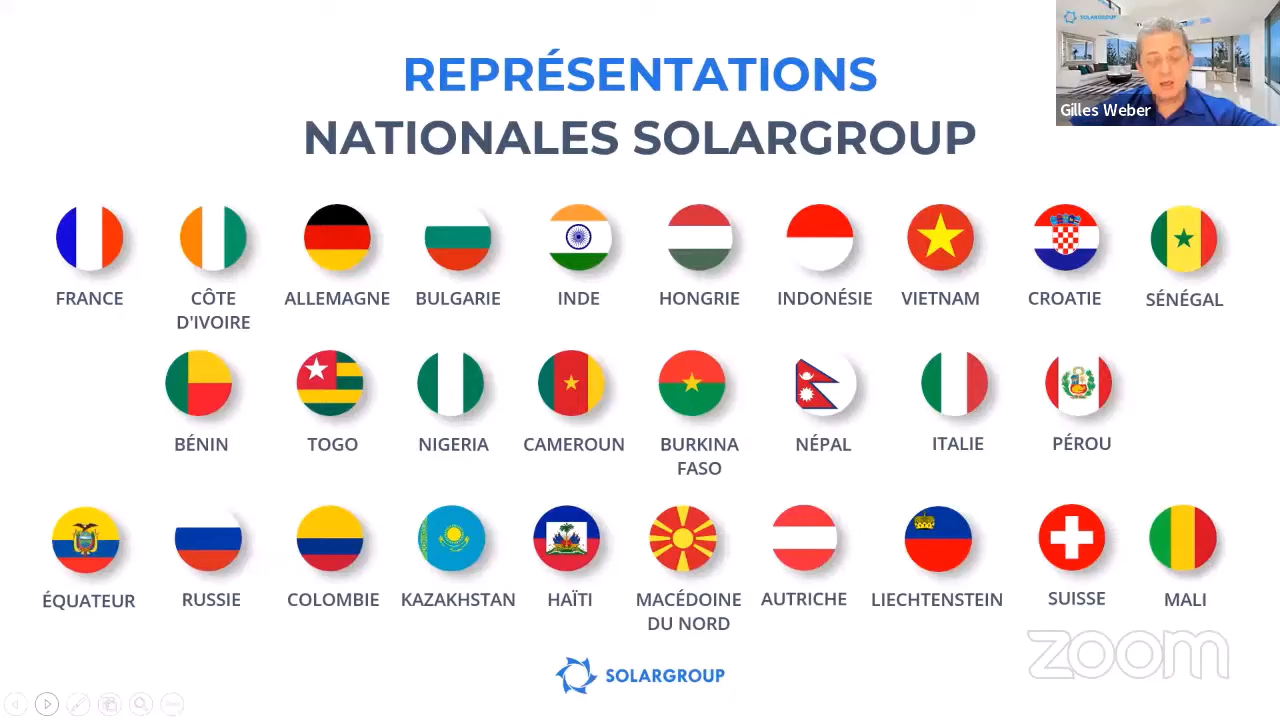 SOLARGROUP
Gilles Weber
REPRÉSENTATIONS
NATIONALES SOLARGROUP
FRANCE
CÔTE
D'IVOIRE
ALLEMAGNE
BULGARIE
INDE
HONGRIE
INDONÉSIE
VIETNAM
CROATIE
SÉNÉGAL
BÉNIN
TOGO
NIGERIA
CAMEROUN
BURKINA
FASO
NÉPAL
ITALIE
PÉROU
ÉQUATEUR
RUSSIE
COLOMBIE
KAZAKHSTAN
HAÏTI
MACÉDOINE
DU NORD
AUTRICHE
LIECHTENSTEIN
SUISSE
MALI
zoom
SOLARGROUP